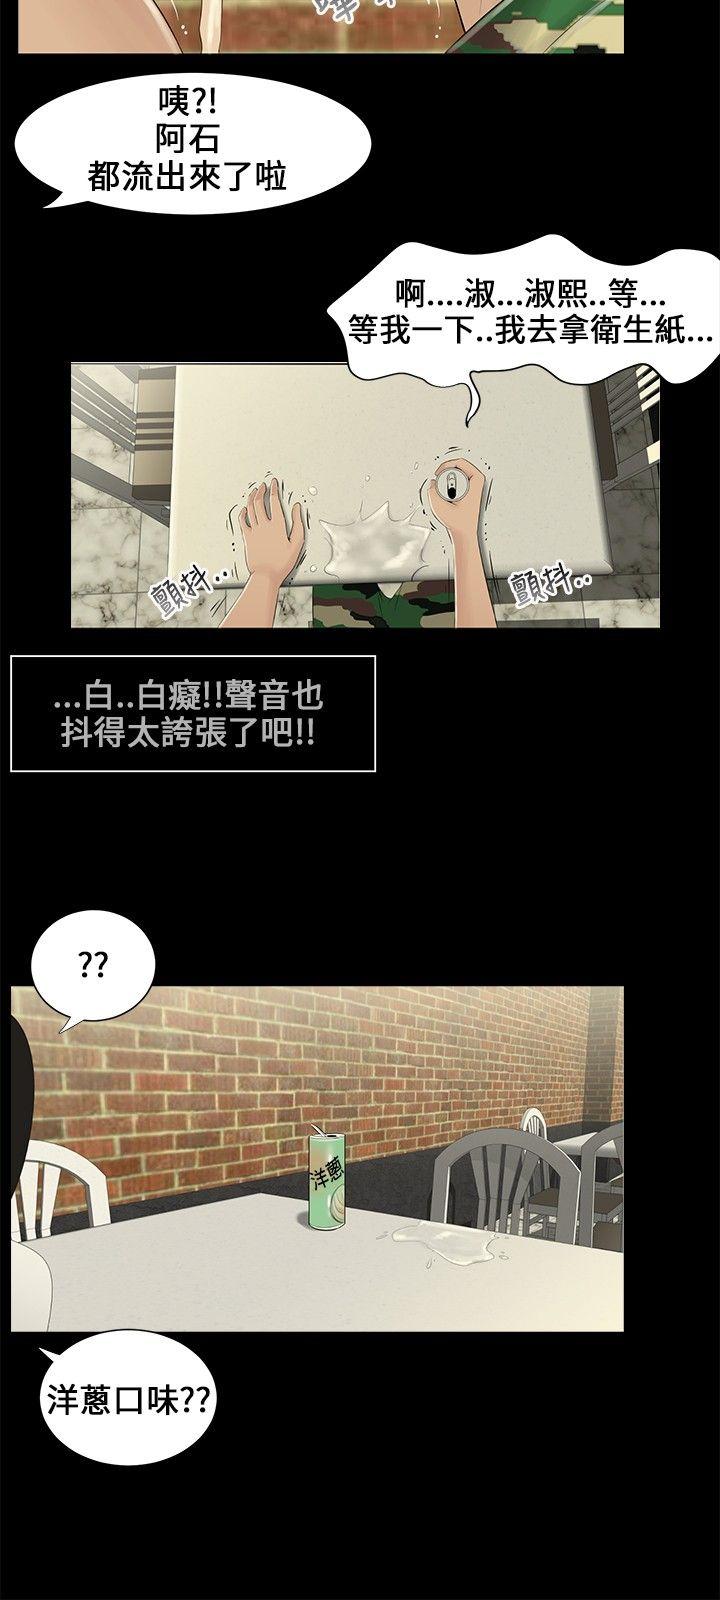 嘩
咦?!
阿石
都流出來了啦
啊....淑...淑熙..等...
等我一下..我去拿衛生紙...
顫抖..
顫抖..
...白..白癡!!聲音也
抖得太誇張了吧!!
??
洋蔥
洋蔥口味??